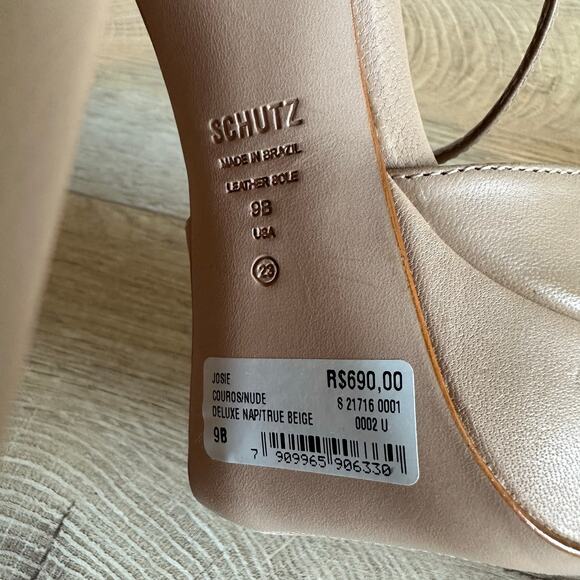 SCHUTZ
MADE IN BRAZIL
LEATHER SOLE
9B
USA
23
JOSIE
R$690,00
COUROS/NUDE
S 21716 0001
DELUXE NAP/TRUE BEIGE
0002 U
9B
7 909965 906330